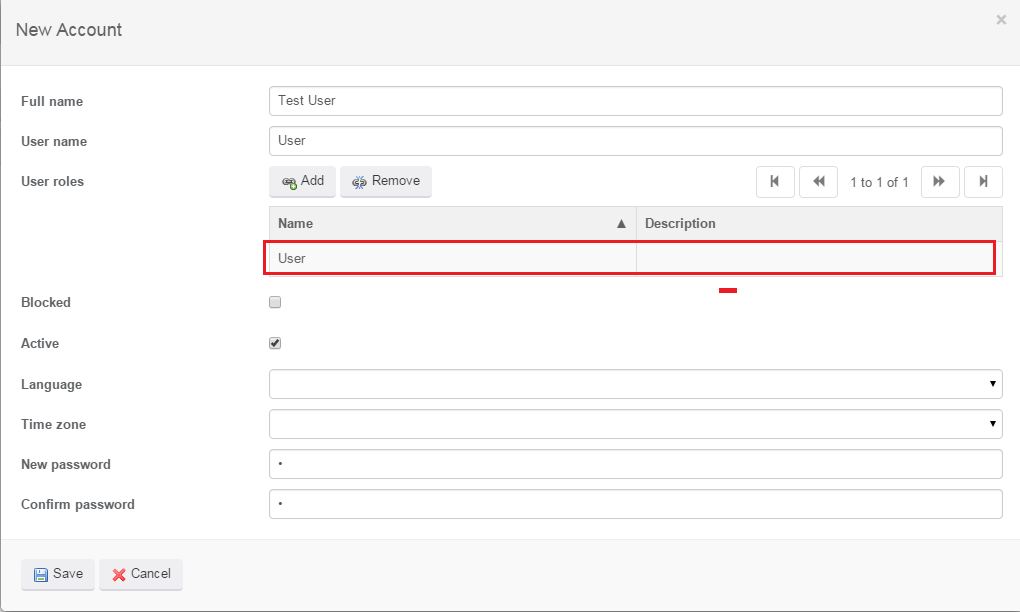 New Account
Full name Test User
User name User
User roles Add Remove 1 to 1 of 1
Name Description
User
Blocked
Active
Language
Time zone
New password •
Confirm password •
Save Cancel